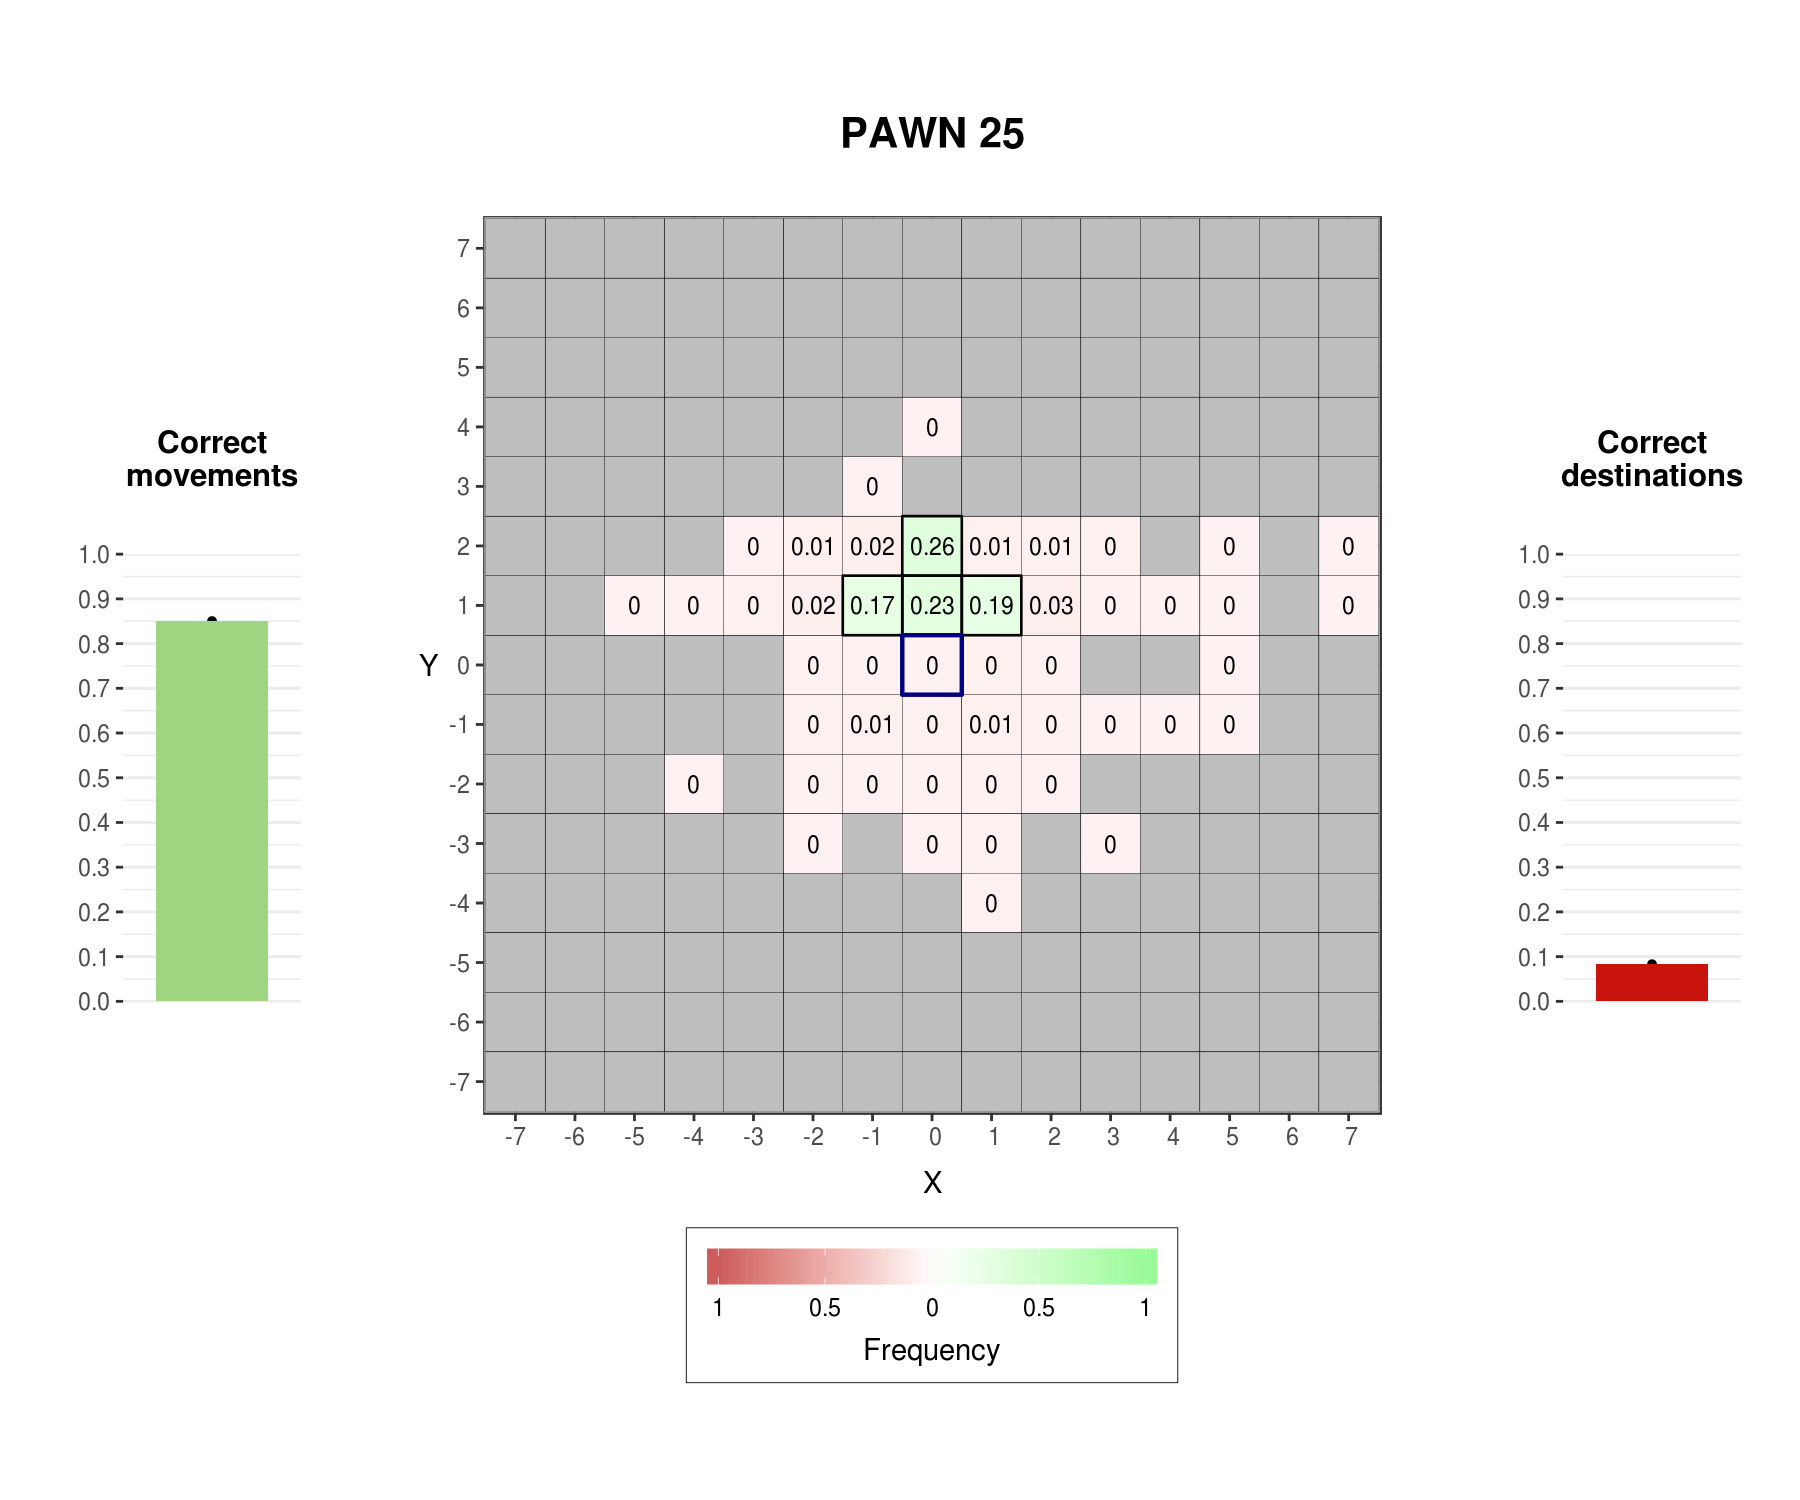 PAWN 25
Correct
movements
1.0
0.9
0.8
0.7
0.6
0.5
0.4
0.3
0.2
0.1
0.0
Y
7
6
5
4 0
3 0
2 0 0.01 0.02 0.26 0.01 0.01 0 0 0
1 0 0 0 0.02 0.17 0.23 0.19 0.03 0 0 0 0
0 0 0 0 0 0 0
-1 0 0.01 0 0.01 0 0 0 0
-2 0 0 0 0 0 0
-3 0 0 0 0
-4 0
-5
-6
-7
-7 -6 -5 -4 -3 -2 -1 0 1 2 3 4 5 6 7
X
1 0.5 0 0.5 1
Frequency
Correct
destinations
1.0
0.9
0.8
0.7
0.6
0.5
0.4
0.3
0.2
0.1
0.0